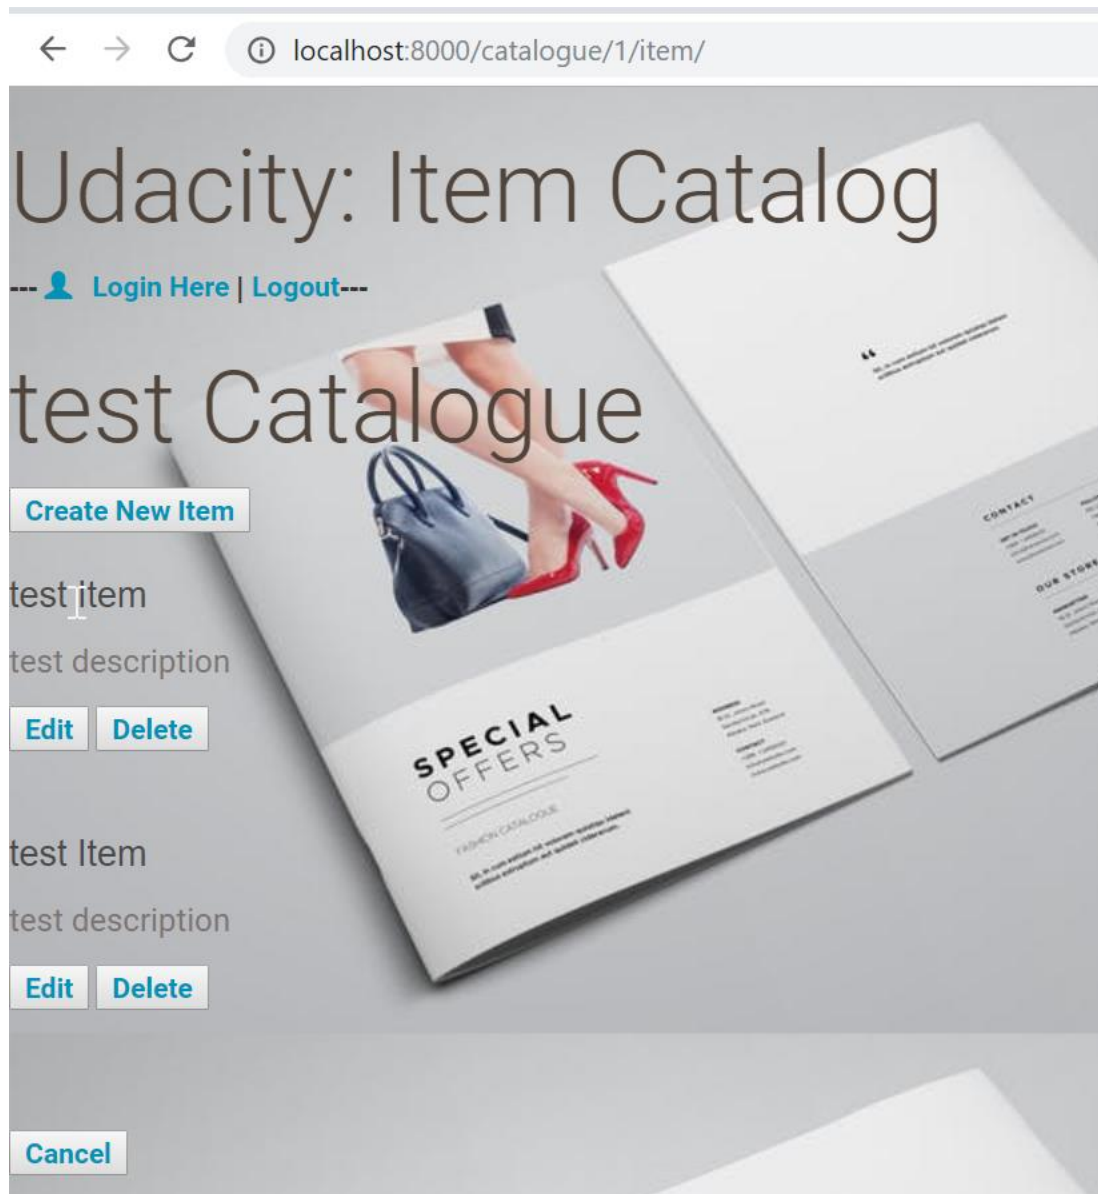 localhost:8000/catalogue/1/item/
Udacity: Item Catalog
--- Login Here | Logout---
test Catalogue
Create New Item
test item
test description
Edit Delete
test Item
test description
Edit Delete
Cancel
“
CONTACT
OUR STORE
SPECIAL
OFFERS
FASHION CATALOGUE
CONTACT